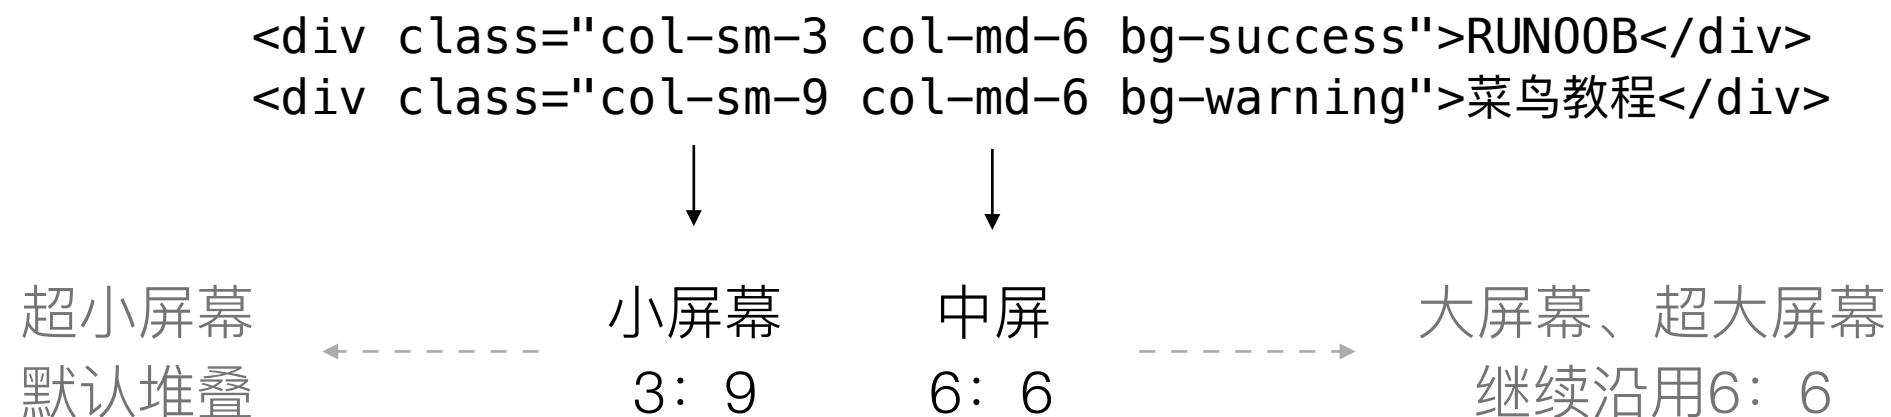 <div class="col-sm-3 col-md-6 bg-success">RUNOOB</div>
<div class="col-sm-9 col-md-6 bg-warning">菜鸟教程</div>
超小屏幕
默认堆叠
小屏幕
3：9
中屏
6：6
大屏幕、超大屏幕
继续沿用6：6